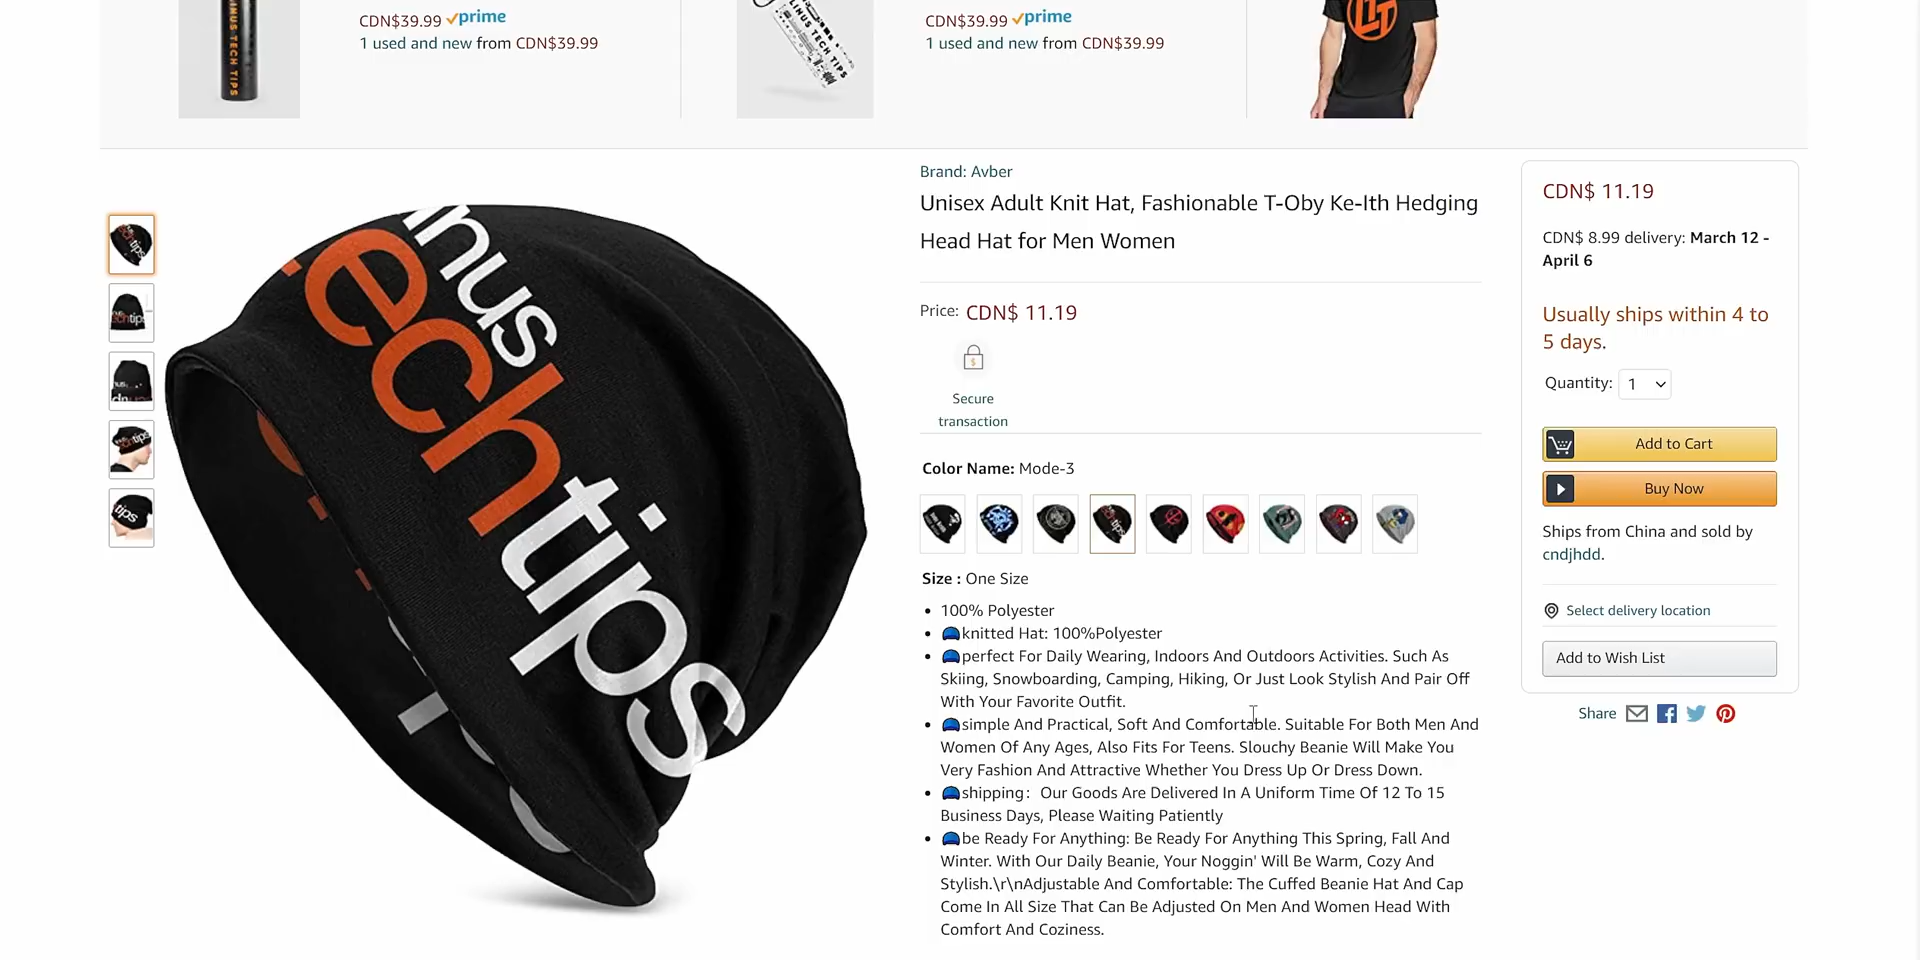 CDN$39.99 prime
1 used and new from CDN$39.99
LINUS TECH TIPS
CDN$39.99 prime
1 used and new from CDN$39.99
LINUS TECH TIPS
Brand: Avber
Unisex Adult Knit Hat, Fashionable T-Oby Ke-Ith Hedging
Head Hat for Men Women
Price: CDN$ 11.19
Secure
transaction
inus
ech
tips
Color Name: Mode-3
Size : One Size
• 100% Polyester
• 🧢knitted Hat: 100%Polyester
• 🧢perfect For Daily Wearing, Indoors And Outdoors Activities. Such As
Skiing, Snowboarding, Camping, Hiking, Or Just Look Stylish And Pair Off
With Your Favorite Outfit.
• 🧢simple And Practical, Soft And Comfortable. Suitable For Both Men And
Women Of Any Ages, Also Fits For Teens. Slouchy Beanie Will Make You
Very Fashion And Attractive Whether You Dress Up Or Dress Down.
• 🧢shipping： Our Goods Are Delivered In A Uniform Time Of 12 To 15
Business Days, Please Waiting Patiently
• 🧢be Ready For Anything: Be Ready For Anything This Spring, Fall And
Winter. With Our Daily Beanie, Your Noggin' Will Be Warm, Cozy And
Stylish.\r\nAdjustable And Comfortable: The Cuffed Beanie Hat And Cap
Come In All Size That Can Be Adjusted On Men And Women Head With
Comfort And Coziness.
CDN$ 11.19
CDN$ 8.99 delivery: March 12 -
April 6
Usually ships within 4 to
5 days.
Quantity: 1
Add to Cart
Buy Now
Ships from China and sold by
cndjhdd.
Select delivery location
Add to Wish List
Share